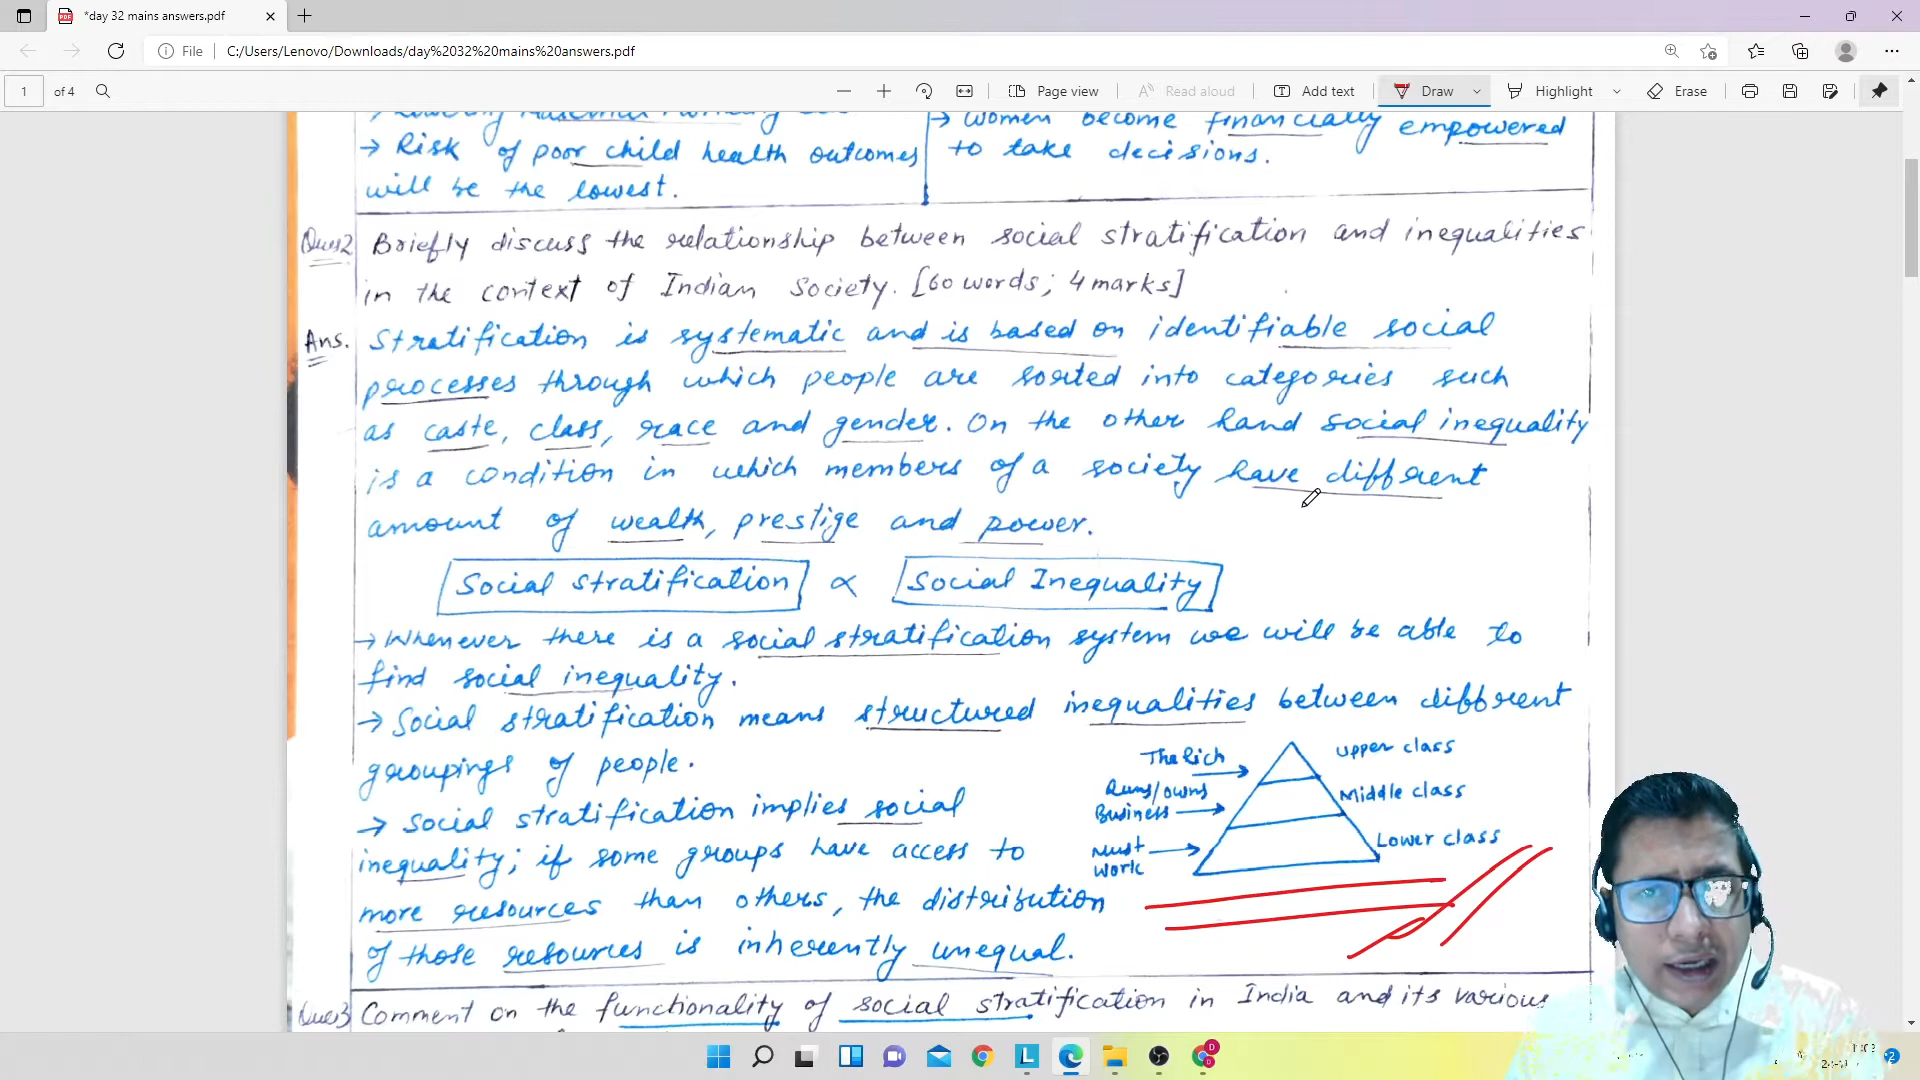 *day 32 mains answers.pdf
File C:/Users/Lenovo/Downloads/day%2032%20mains%20answers.pdf
1 of 4 Page view Read aloud Add text Draw Highlight Erase
→ Risk of poor child health outcomes
will be the lowest.
→ women become financially empowered
to take decisions.
Ques2 Briefly discuss the relationship between social stratification and inequalities
in the context of Indian Society. [60 words; 4 marks]
Ans. Stratification is systematic and is based on identifiable social
processes through which people are sorted into categories such
as caste, class, race and gender. On the other hand social inequality
is a condition in which members of a society have different
amount of wealth, prestige and power.
Social stratification ∝ Social Inequality
→ Whenever there is a social stratification system we will be able to
find social inequality.
→ Social stratification means structured inequalities between different
groupings of people.
→ Social stratification implies social
inequality; if some groups have access to
more resources than others, the distribution
of those resources is inherently unequal.
The Rich → Upper class
Runs/owns Business → Middle class
Must Work → Lower class
Ques3 Comment on the functionality of social stratification in India and its various